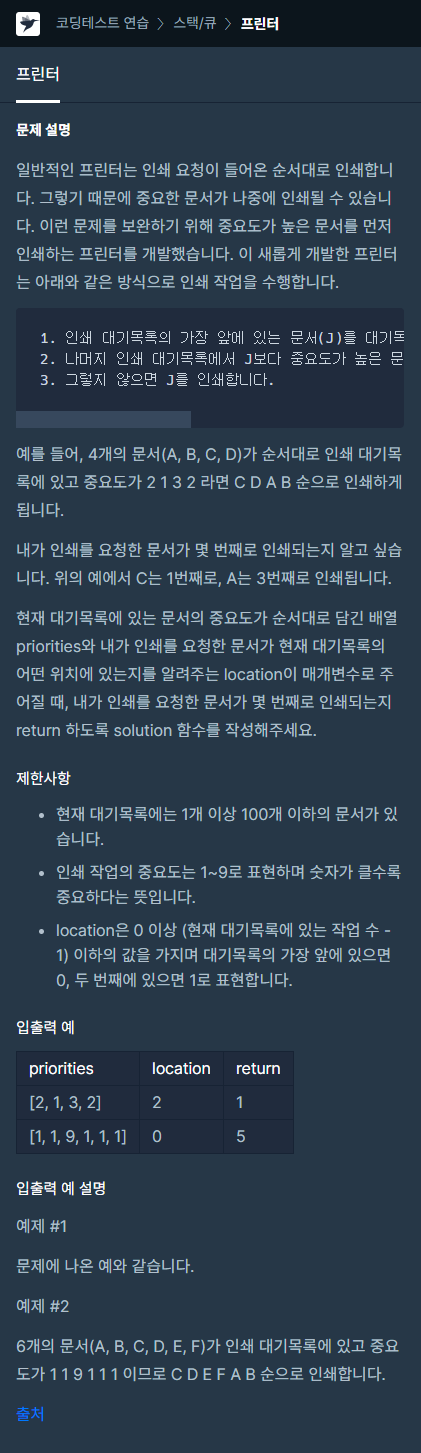 코딩테스트 연습 > 스택/큐 > 프린터
프린터
문제 설명
일반적인 프린터는 인쇄 요청이 들어온 순서대로 인쇄합니
다. 그렇기 때문에 중요한 문서가 나중에 인쇄될 수 있습니
다. 이런 문제를 보완하기 위해 중요도가 높은 문서를 먼저
인쇄하는 프린터를 개발했습니다. 이 새롭게 개발한 프린터
는 아래와 같은 방식으로 인쇄 작업을 수행합니다.
1. 인쇄 대기목록의 가장 앞에 있는 문서(J)를 대기목
2. 나머지 인쇄 대기목록에서 J보다 중요도가 높은 문
3. 그렇지 않으면 J를 인쇄합니다.
예를 들어, 4개의 문서(A, B, C, D)가 순서대로 인쇄 대기목
록에 있고 중요도가 2 1 3 2 라면 C D A B 순으로 인쇄하게
됩니다.
내가 인쇄를 요청한 문서가 몇 번째로 인쇄되는지 알고 싶습
니다. 위의 예에서 C는 1번째로, A는 3번째로 인쇄됩니다.
현재 대기목록에 있는 문서의 중요도가 순서대로 담긴 배열
priorities와 내가 인쇄를 요청한 문서가 현재 대기목록의
어떤 위치에 있는지를 알려주는 location이 매개변수로 주
어질 때, 내가 인쇄를 요청한 문서가 몇 번째로 인쇄되는지
return 하도록 solution 함수를 작성해주세요.
제한사항
• 현재 대기목록에는 1개 이상 100개 이하의 문서가 있
습니다.
• 인쇄 작업의 중요도는 1~9로 표현하며 숫자가 클수록
중요하다는 뜻입니다.
• location은 0 이상 (현재 대기목록에 있는 작업 수 -
1) 이하의 값을 가지며 대기목록의 가장 앞에 있으면
0, 두 번째에 있으면 1로 표현합니다.
입출력 예
priorities location return
[2, 1, 3, 2] 2 1
[1, 1, 9, 1, 1, 1] 0 5
입출력 예 설명
예제 #1
문제에 나온 예와 같습니다.
예제 #2
6개의 문서(A, B, C, D, E, F)가 인쇄 대기목록에 있고 중요
도가 1 1 9 1 1 1 이므로 C D E F A B 순으로 인쇄합니다.
출처